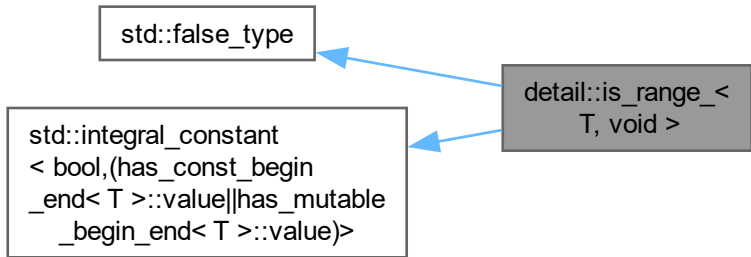 std::false_type
detail::is_range_<
T, void >
std::integral_constant
< bool,(has_const_begin
_end< T >::value||has_mutable
_begin_end< T >::value)>